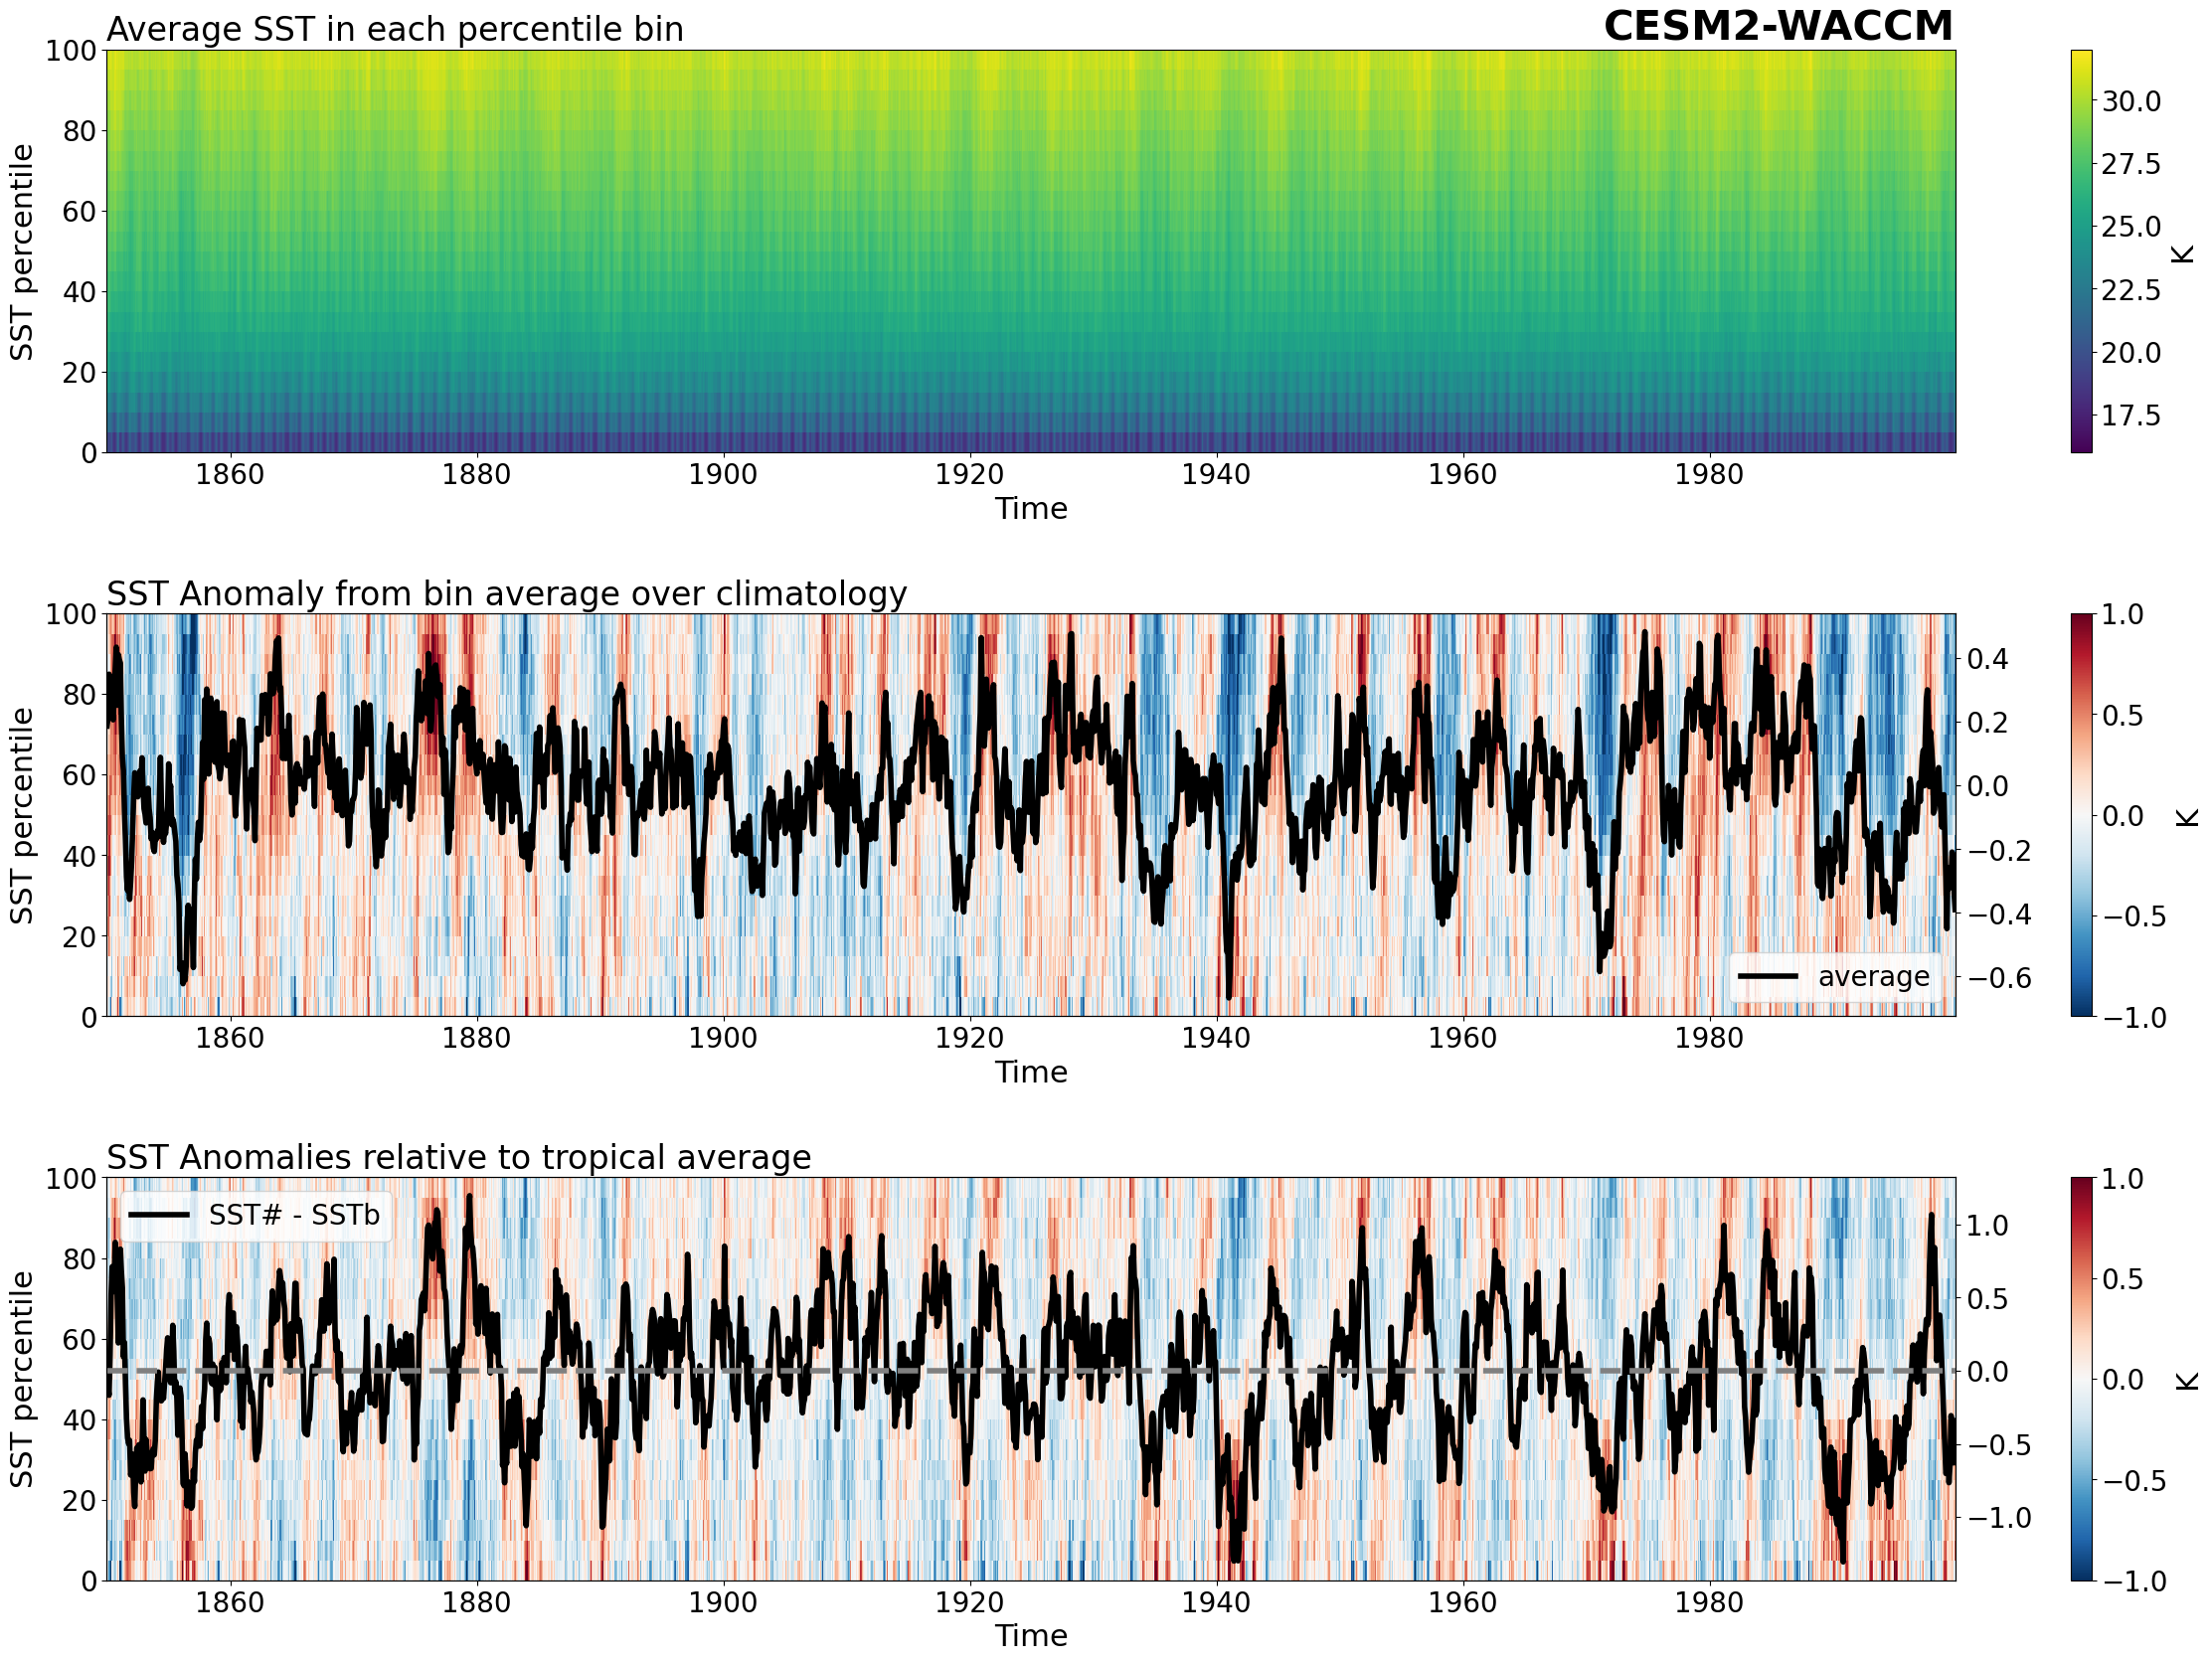 Average SST in each percentile bin
CESM2-WACCM
SST percentile
100
80
60
40
20
0
1860 1880 1900 1920 1940 1960 1980
Time
30.0
27.5
25.0
22.5
20.0
17.5
K
SST Anomaly from bin average over climatology
SST percentile
100
80
60
40
20
0
1860 1880 1900 1920 1940 1960 1980
Time
0.4
0.2
0.0
−0.2
−0.4
−0.6
average
1.0
0.5
0.0
−0.5
−1.0
K
SST Anomalies relative to tropical average
SST percentile
100
80
60
40
20
0
SST# - SSTb
1860 1880 1900 1920 1940 1960 1980
Time
1.0
0.5
0.0
−0.5
−1.0
1.0
0.5
0.0
−0.5
−1.0
K